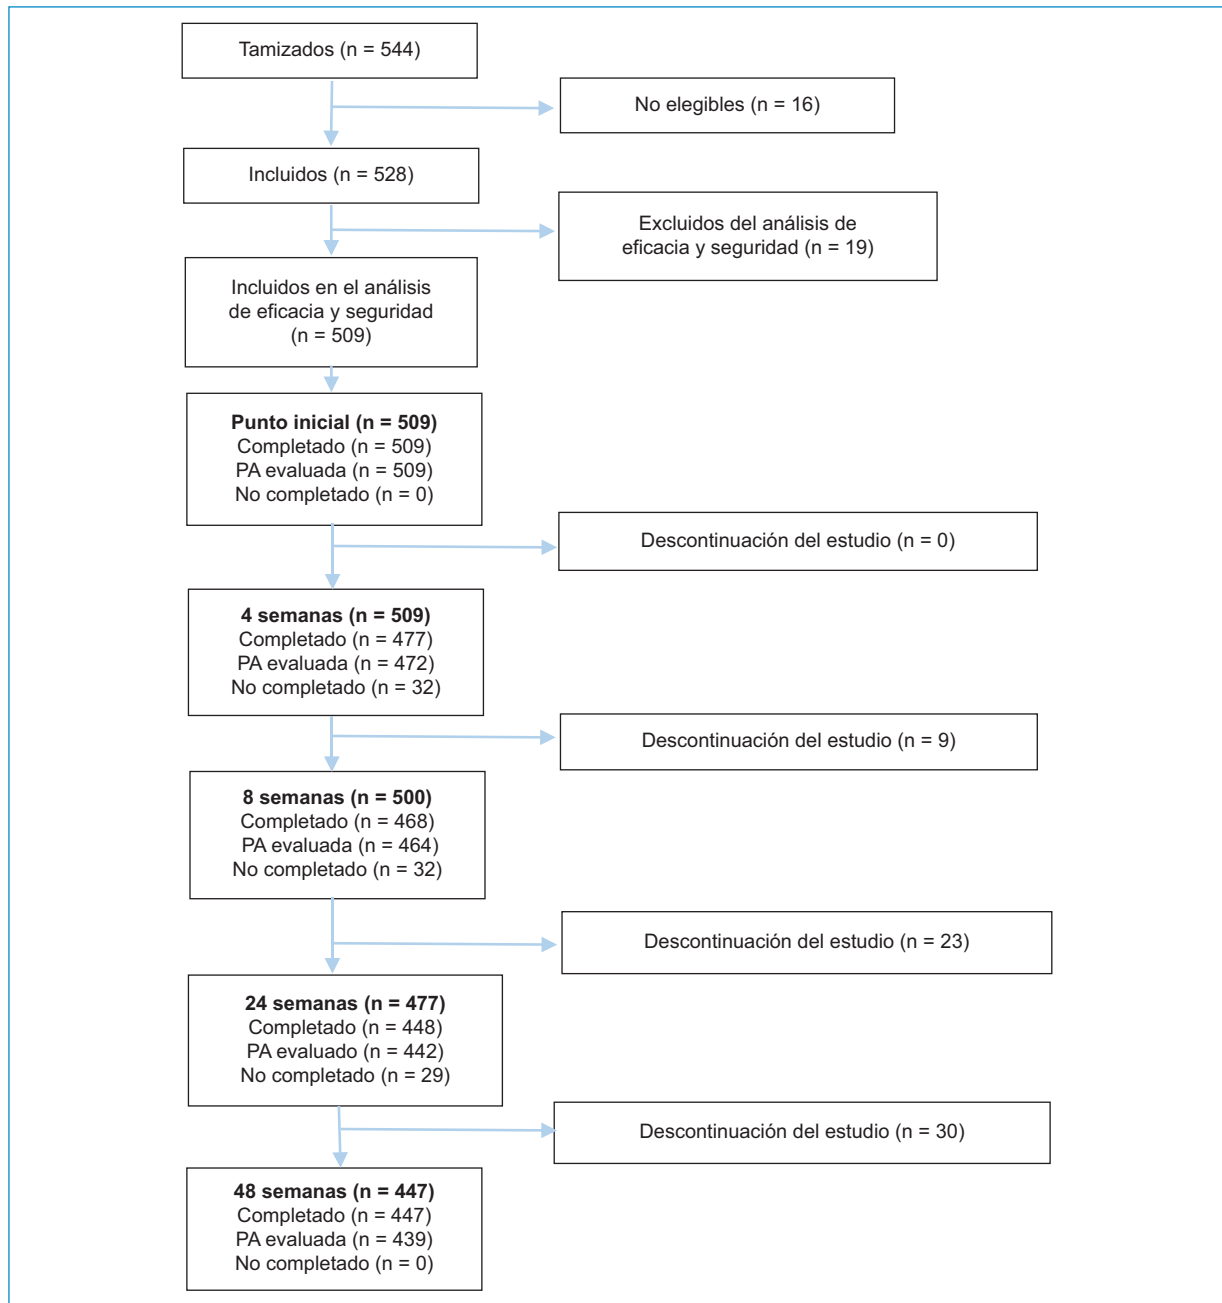 Tamizados (n = 544)
No elegibles (n = 16)
Incluidos (n = 528)
Excluidos del análisis de
eficacia y seguridad (n = 19)
Incluidos en el análisis
de eficacia y seguridad
(n = 509)
Punto inicial (n = 509)
Completado (n = 509)
PA evaluada (n = 509)
No completado (n = 0)
Descontinuación del estudio (n = 0)
4 semanas (n = 509)
Completado (n = 477)
PA evaluada (n = 472)
No completado (n = 32)
Descontinuación del estudio (n = 9)
8 semanas (n = 500)
Completado (n = 468)
PA evaluada (n = 464)
No completado (n = 32)
Descontinuación del estudio (n = 23)
24 semanas (n = 477)
Completado (n = 448)
PA evaluado (n = 442)
No completado (n = 29)
Descontinuación del estudio (n = 30)
48 semanas (n = 447)
Completado (n = 447)
PA evaluada (n = 439)
No completado (n = 0)